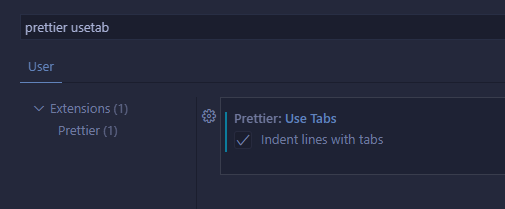 prettier usetab
User
Extensions (1)
Prettier (1)
Prettier: Use Tabs
Indent lines with tabs